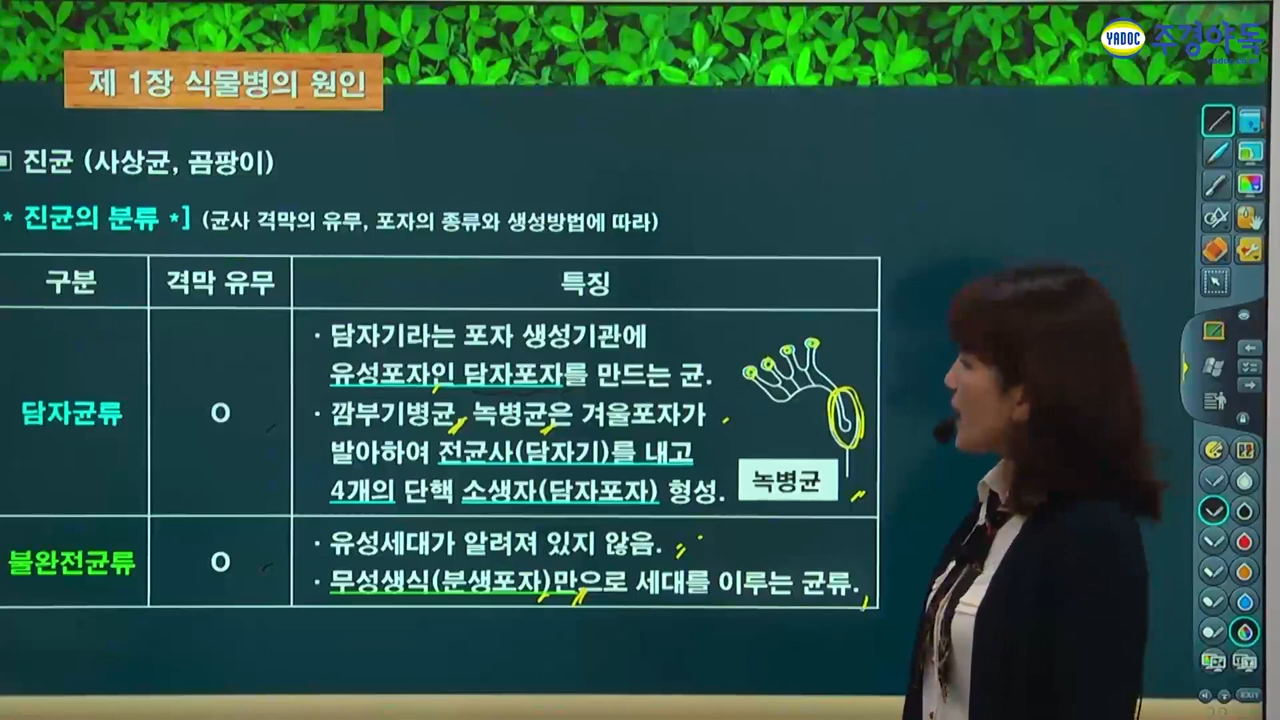 YADOC 주경야독
제 1장 식물병의 원인
진균 (사상균, 곰팡이)
* 진균의 분류 *] (균사 격막의 유무, 포자의 종류와 생성방법에 따라)
구분 격막 유무 특징
담자균류 O
· 담자기라는 포자 생성기관에
유성포자인 담자포자를 만드는 균.
· 깜부기병균, 녹병균은 겨울포자가
발아하여 전균사(담자기)를 내고
4개의 단핵 소생자(담자포자) 형성.
녹병균
불완전균류 O
· 유성세대가 알려져 있지 않음.
· 무성생식(분생포자)만으로 세대를 이루는 균류.
EXIT